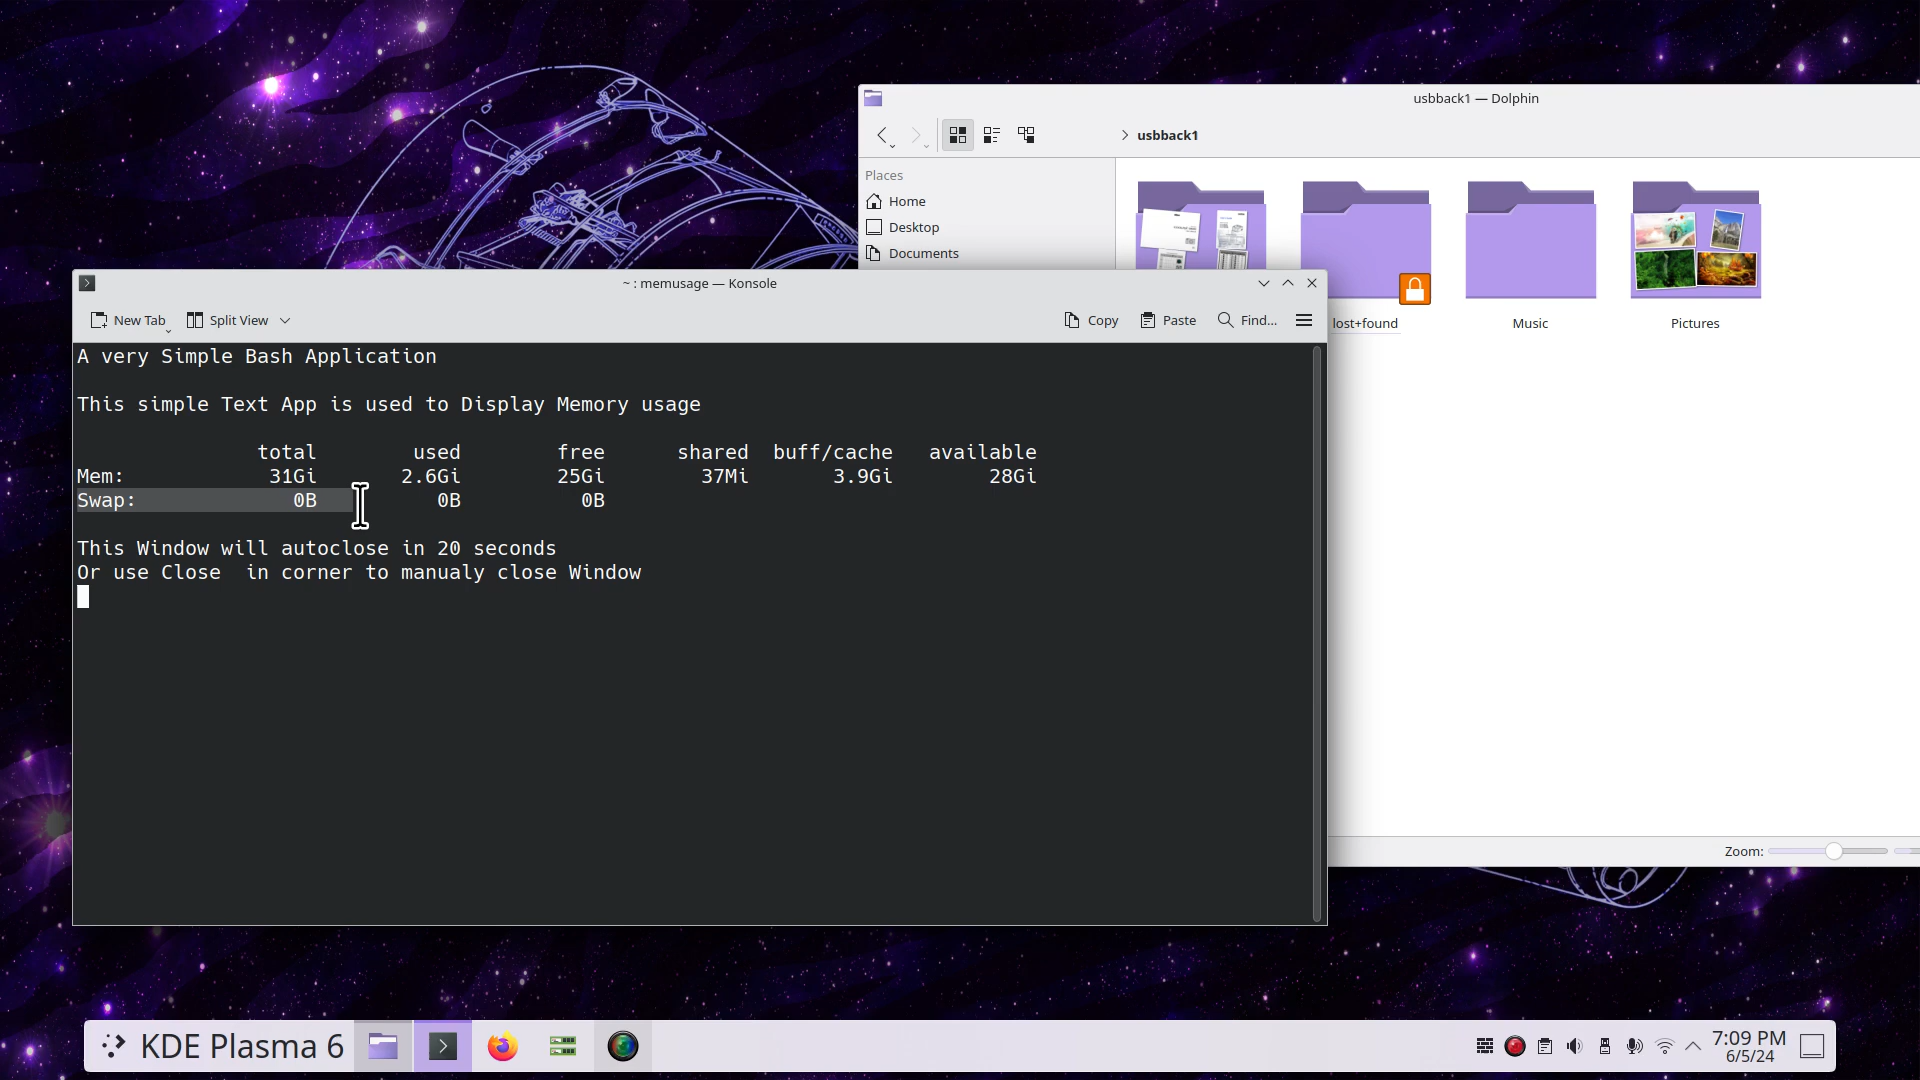 usbback1 — Dolphin
usbback1
Places
Home
Desktop
Documents
lost+found
Music
Pictures
~ : memusage — Konsole
New Tab
Split View
Copy
Paste
Find...
A very Simple Bash Application
This simple Text App is used to Display Memory usage
total used free shared buff/cache available
Mem: 31Gi 2.6Gi 25Gi 37Mi 3.9Gi 28Gi
Swap: 0B 0B 0B
This Window will autoclose in 20 seconds
Or use Close  in corner to manualy close Window
Zoom:
KDE Plasma 6
7:09 PM
6/5/24